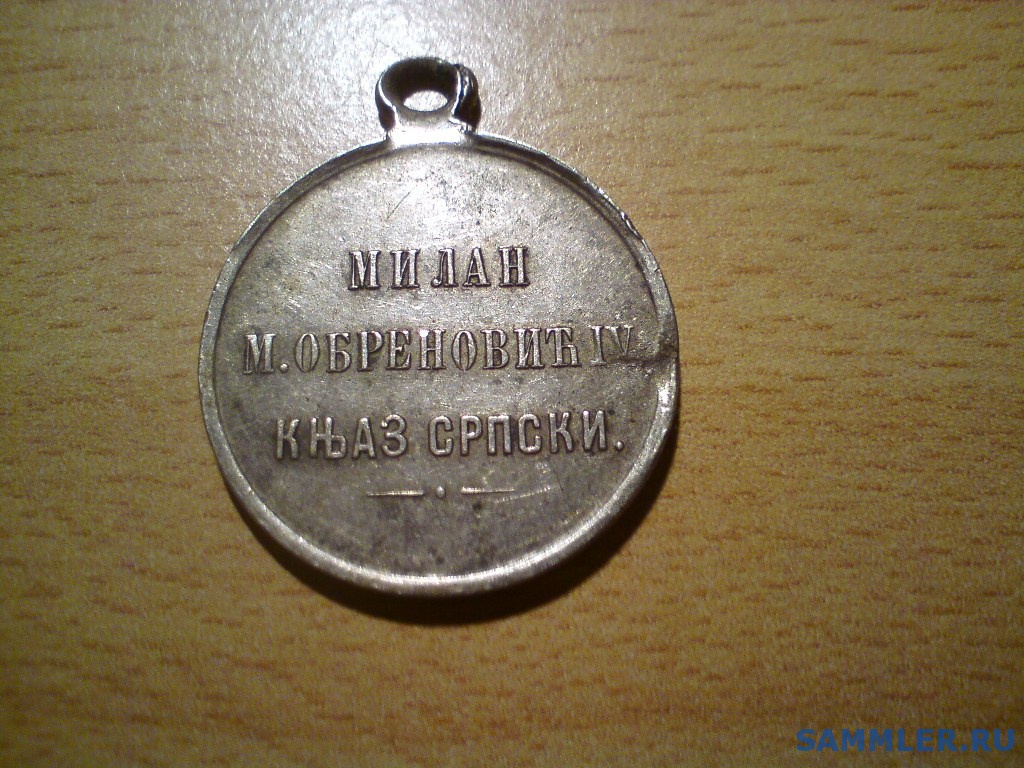 МИЛАН
М. ОБРЕНОВИЋ IV
КЊАЗ СРПСКИ.
SAMMLER.RU